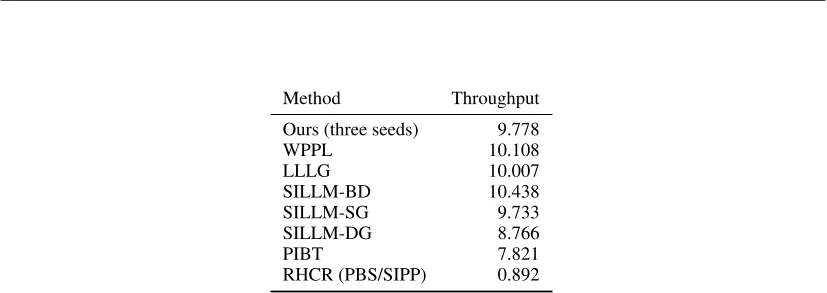 Method Throughput
Ours (three seeds) 9.778
WPPL 10.108
LLLG 10.007
SILLM-BD 10.438
SILLM-SG 9.733
SILLM-DG 8.766
PIBT 7.821
RHCR (PBS/SIPP) 0.892